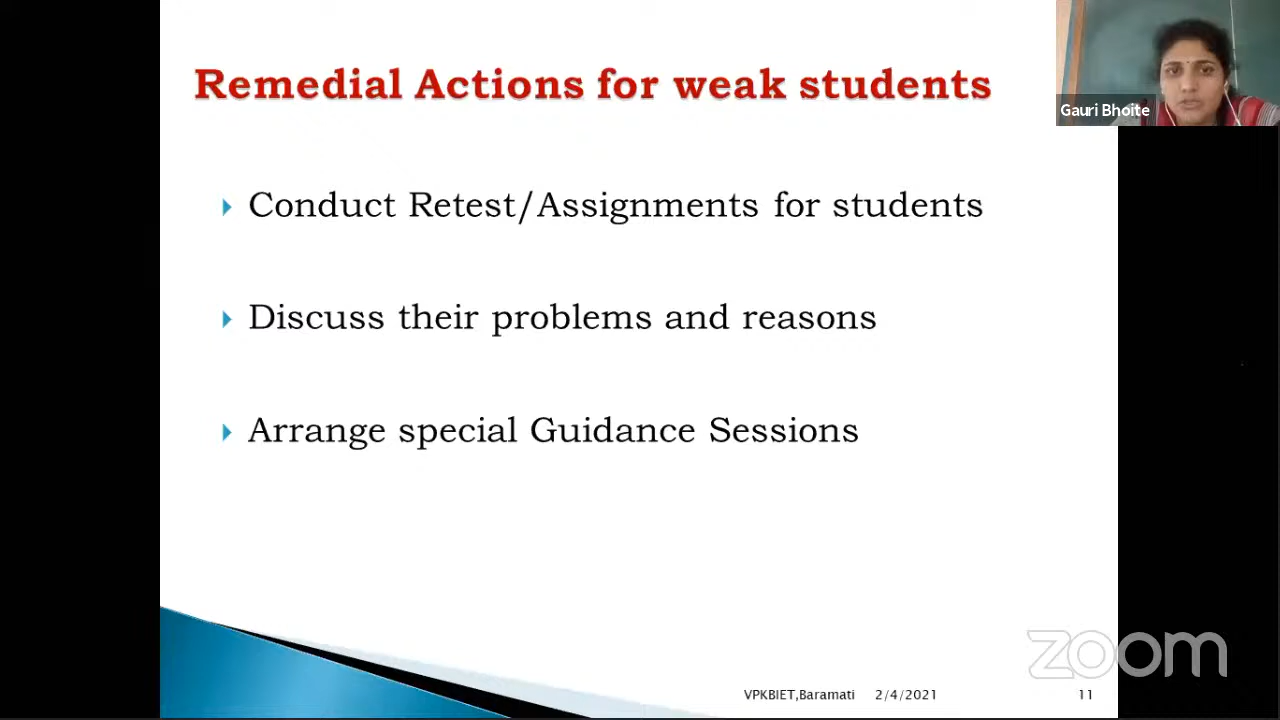 Remedial Actions for weak students
Gauri Bhoite
Conduct Retest/Assignments for students
Discuss their problems and reasons
Arrange special Guidance Sessions
zoom
VPKBIET,Baramati 2/4/2021 11